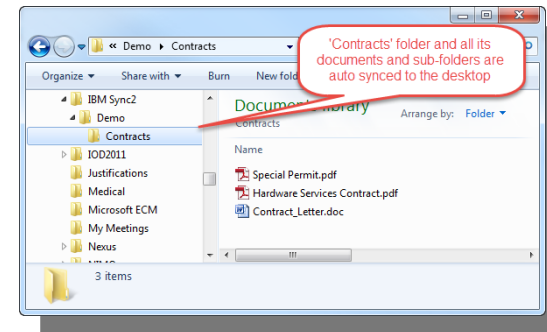 « Demo ▸ Contracts
'Contracts' folder and all its
documents and sub-folders are
auto synced to the desktop
Organize Share with Burn New fold
IBM Sync2
Demo
Contracts
IOD2011
Justifications
Medical
Microsoft ECM
My Meetings
Nexus
Documents library
Contracts
Arrange by: Folder
Name
Special Permit.pdf
Hardware Services Contract.pdf
Contract_Letter.doc
3 items